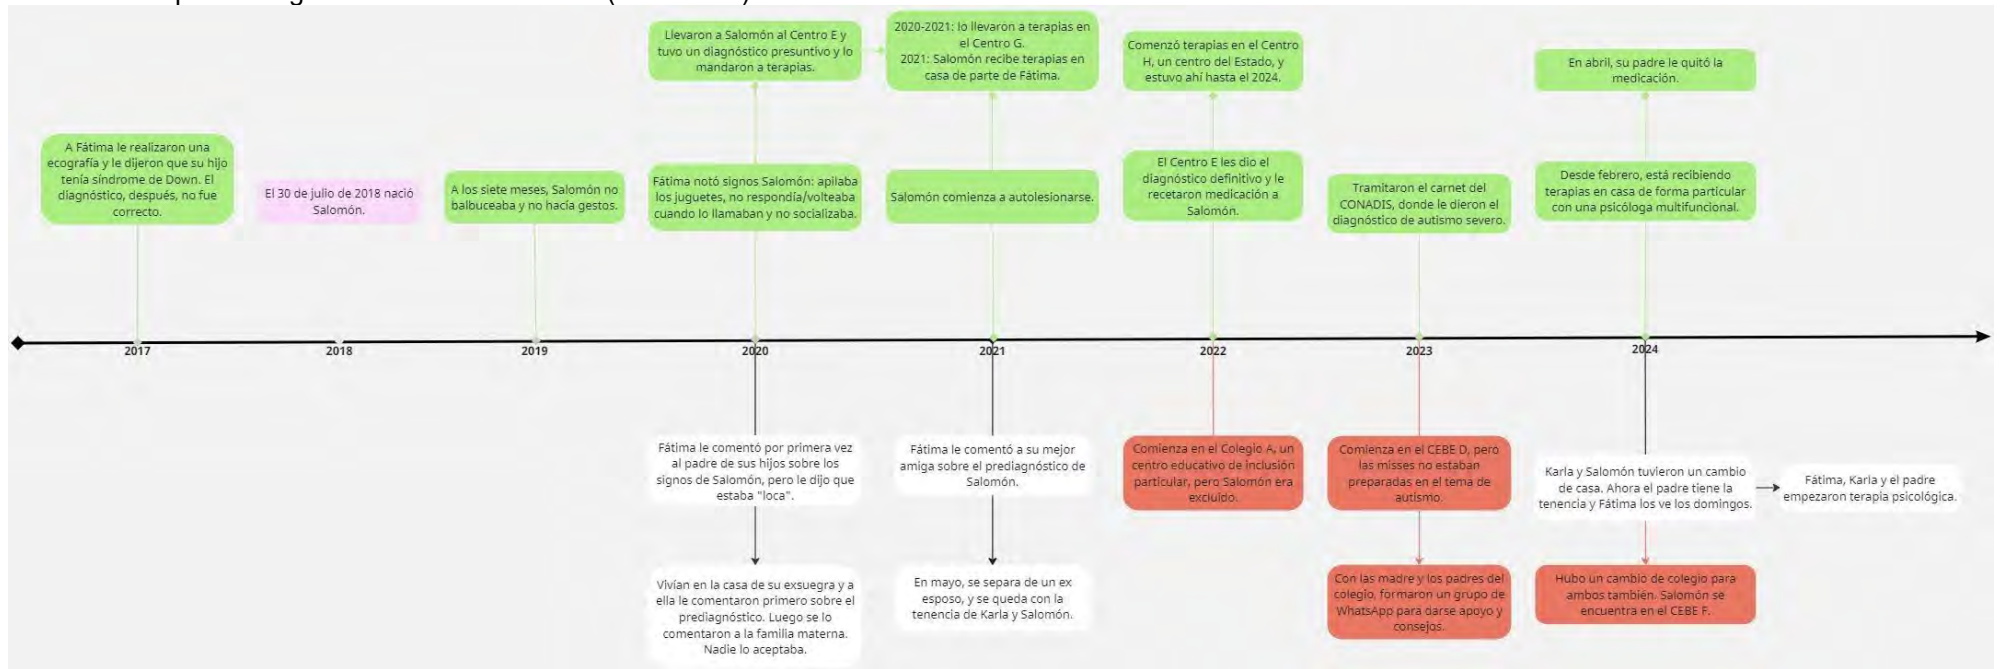 Llevaron a Salomón al Centro E y
tuvo un diagnóstico presuntivo y lo
mandaron a terapias.
2020-2021: lo llevaron a terapias en
el Centro G.
2021: Salomón recibe terapias en
casa de parte de Fátima.
Comenzó terapias en el Centro
H, un centro del Estado, y
estuvo ahí hasta el 2024.
En abril, su padre le quitó la
medicación.
A Fátima le realizaron una
ecografía y le dijeron que su hijo
tenía síndrome de Down. El
diagnóstico, después, no fue
correcto.
El 30 de julio de 2018 nació
Salomón.
A los siete meses, Salomón no
balbuceaba y no hacía gestos.
Fátima notó signos Salomón: apilaba
los juguetes, no respondía/volteaba
cuando lo llamaban y no socializaba.
Salomón comienza a autolesionarse.
El Centro E les dio el
diagnóstico definitivo y le
recetaron medicación a
Salomón.
Tramitaron el carnet del
CONADIS, donde le dieron el
diagnóstico de autismo severo.
Desde febrero, está recibiendo
terapias en casa de forma particular
con una psicóloga multifuncional.
2017
2018
2019
2020
2021
2022
2023
2024
Fátima le comentó por primera vez
al padre de sus hijos sobre los
signos de Salomón, pero le dijo que
estaba "loca".
Fátima le comentó a su mejor
amiga sobre el prediagnóstico de
Salomón.
Comienza en el Colegio A, un
centro educativo de inclusión
particular, pero Salomón era
excluido.
Comienza en el CEBE D, pero
las misses no estaban
preparadas en el tema de
autismo.
Karla y Salomón tuvieron un cambio
de casa. Ahora el padre tiene la
tenencia y Fátima los ve los domingos.
Fátima, Karla y el padre
empezaron terapia psicológica.
Vivían en la casa de su exsuegra y a
ella le comentaron primero sobre el
prediagnóstico. Luego se lo
comentaron a la familia materna.
Nadie lo aceptaba.
En mayo, se separa de un ex
esposo, y se queda con la
tenencia de Karla y Salomón.
Con las madre y los padres del
colegio, formaron un grupo de
WhatsApp para darse apoyo y
consejos.
Hubo un cambio de colegio para
ambos también. Salomón se
encuentra en el CEBE F.